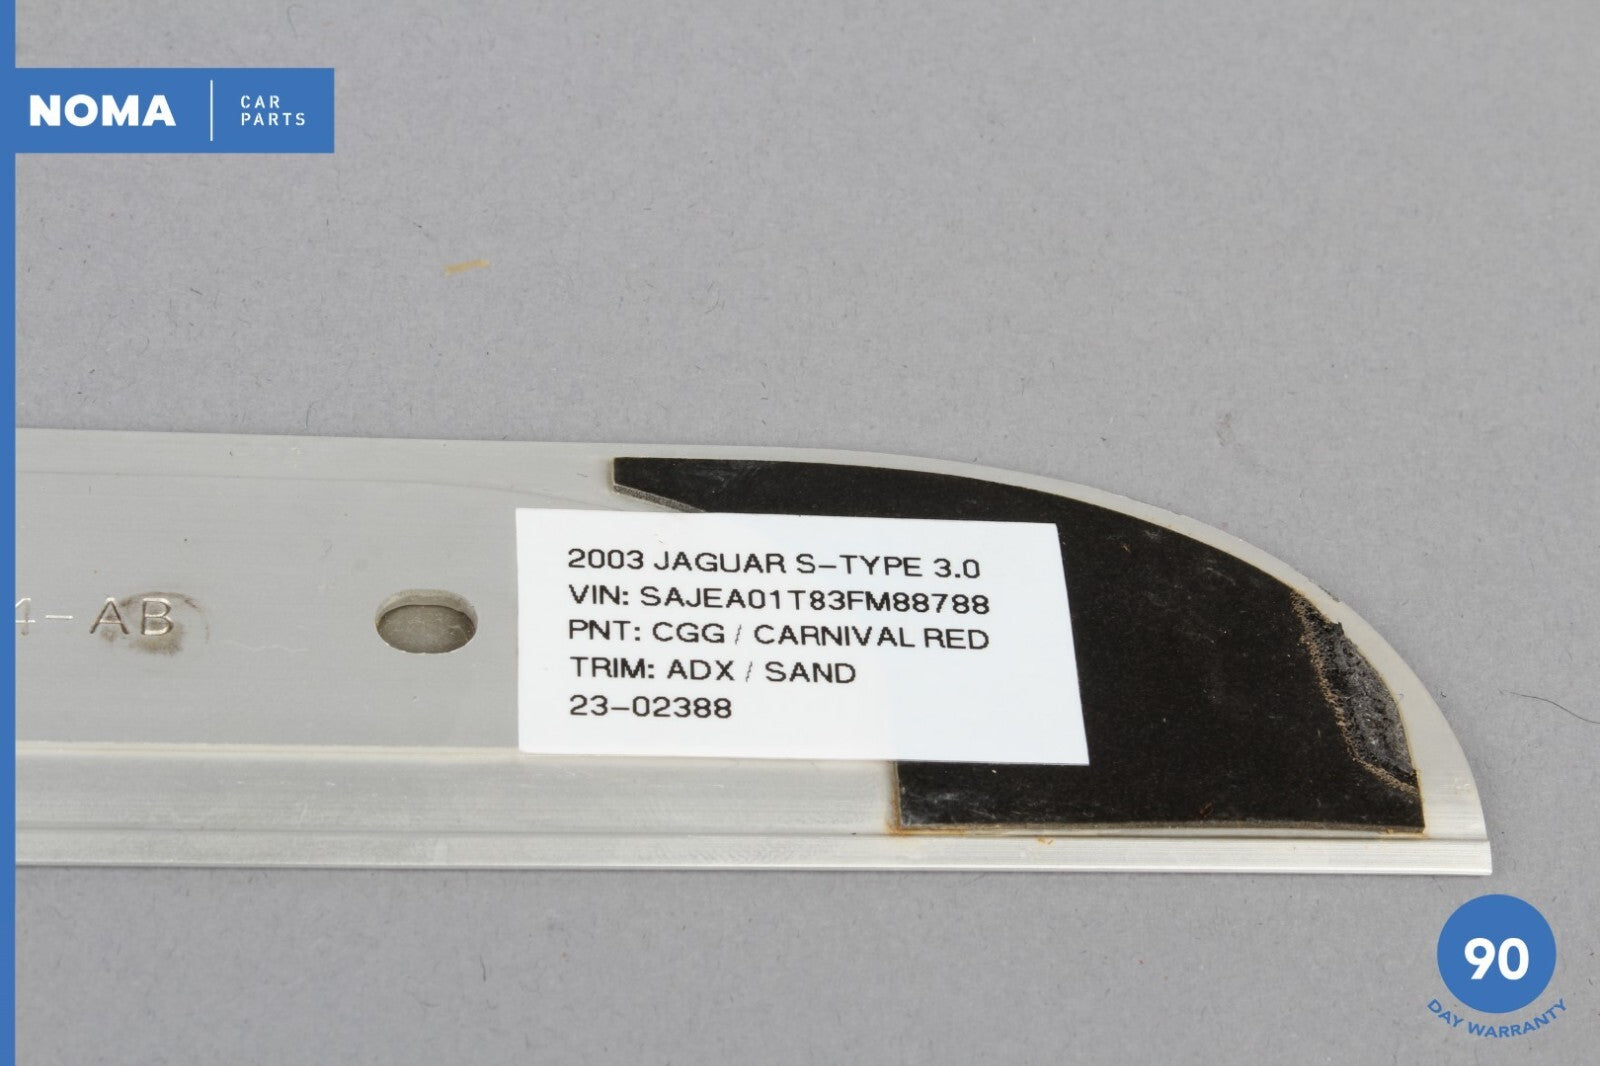 NOMA
CAR
PARTS
4-AB
2003 JAGUAR S-TYPE 3.0
VIN: SAJEA01T83FM88788
PNT: CGG / CARNIVAL RED
TRIM: ADX / SAND
23-02388
90
DAY WARRANTY